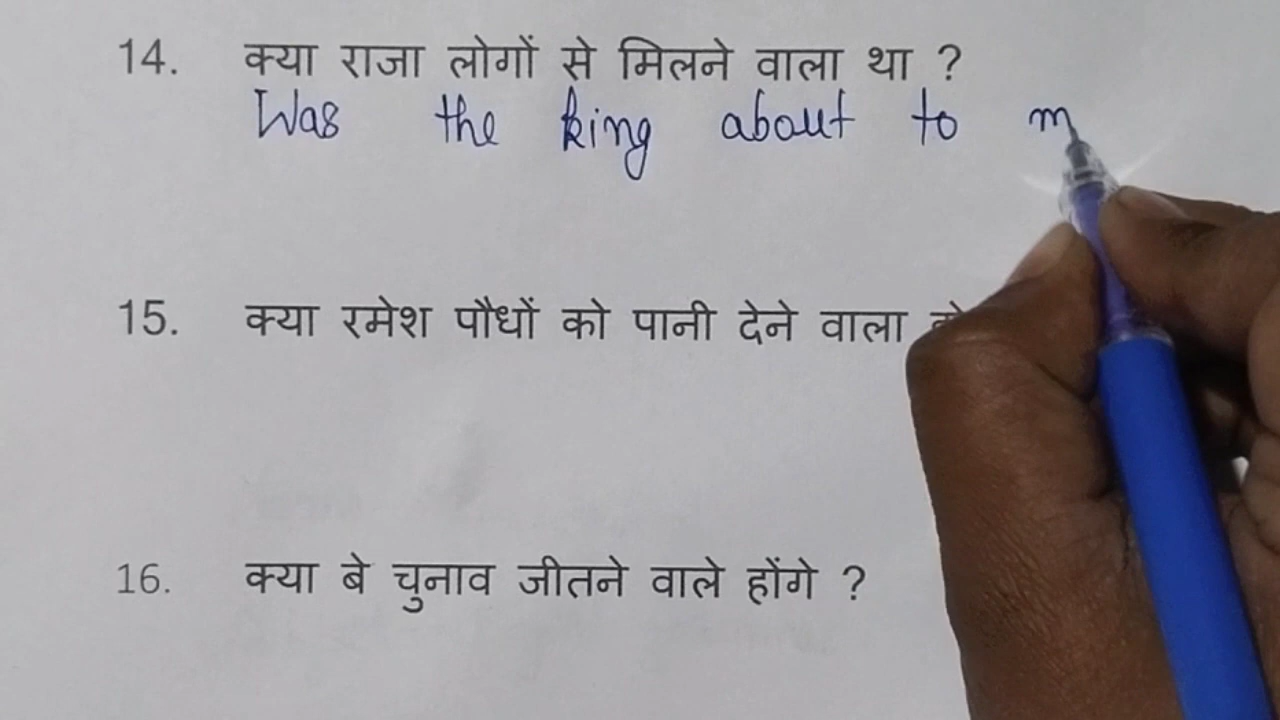 14. क्या राजा लोगों से मिलने वाला था ?
Was the king about to m
15. क्या रमेश पौधों को पानी देने वाला
16. क्या बे चुनाव जीतने वाले होंगे ?